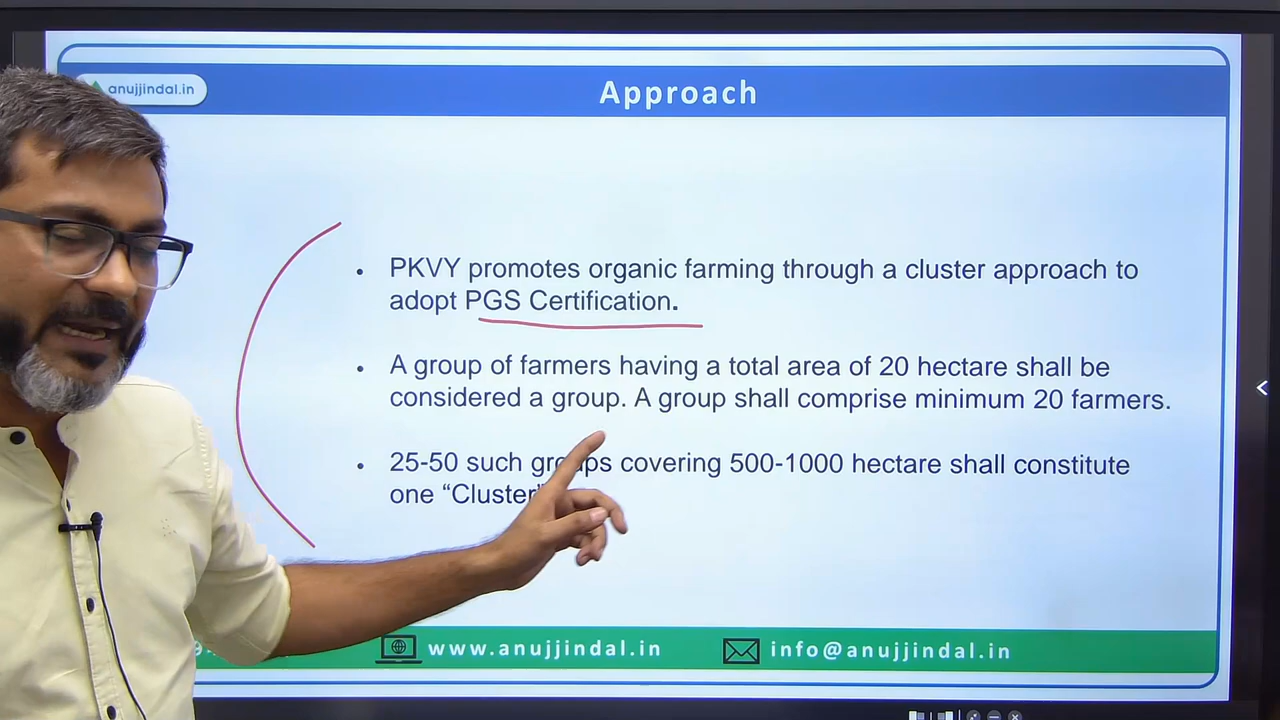 anujjindal.in
Approach
PKVY promotes organic farming through a cluster approach to
adopt PGS Certification.
A group of farmers having a total area of 20 hectare shall be
considered a group. A group shall comprise minimum 20 farmers.
25-50 such groups covering 500-1000 hectare shall constitute
one “Cluster”
www.anujjindal.in
info@anujjindal.in